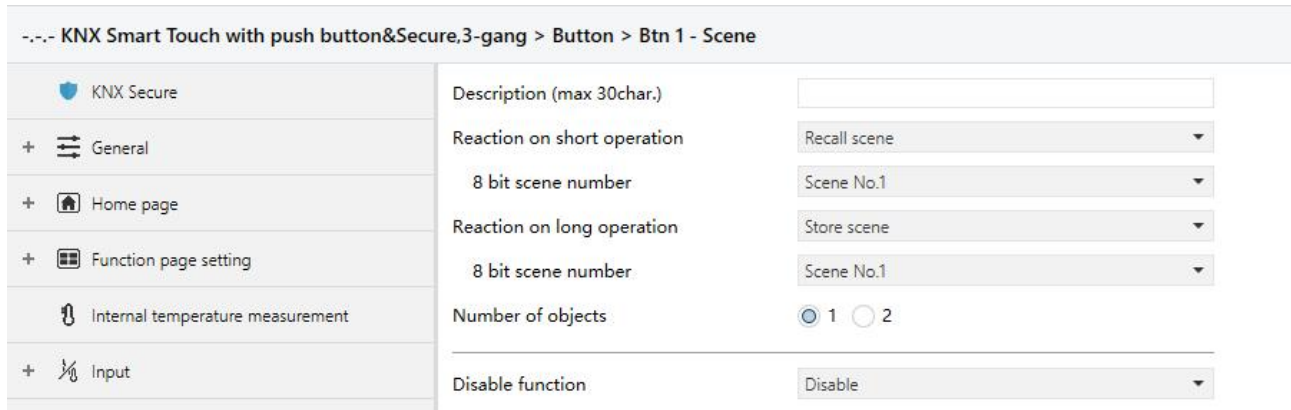 -.-.- KNX Smart Touch with push button&Secure,3-gang > Button > Btn 1 - Scene
KNX Secure
+ General
+ Home page
+ Function page setting
Internal temperature measurement
+ Input
Description (max 30char.)
Reaction on short operation Recall scene
8 bit scene number Scene No.1
Reaction on long operation Store scene
8 bit scene number Scene No.1
Number of objects 1 2
Disable function Disable